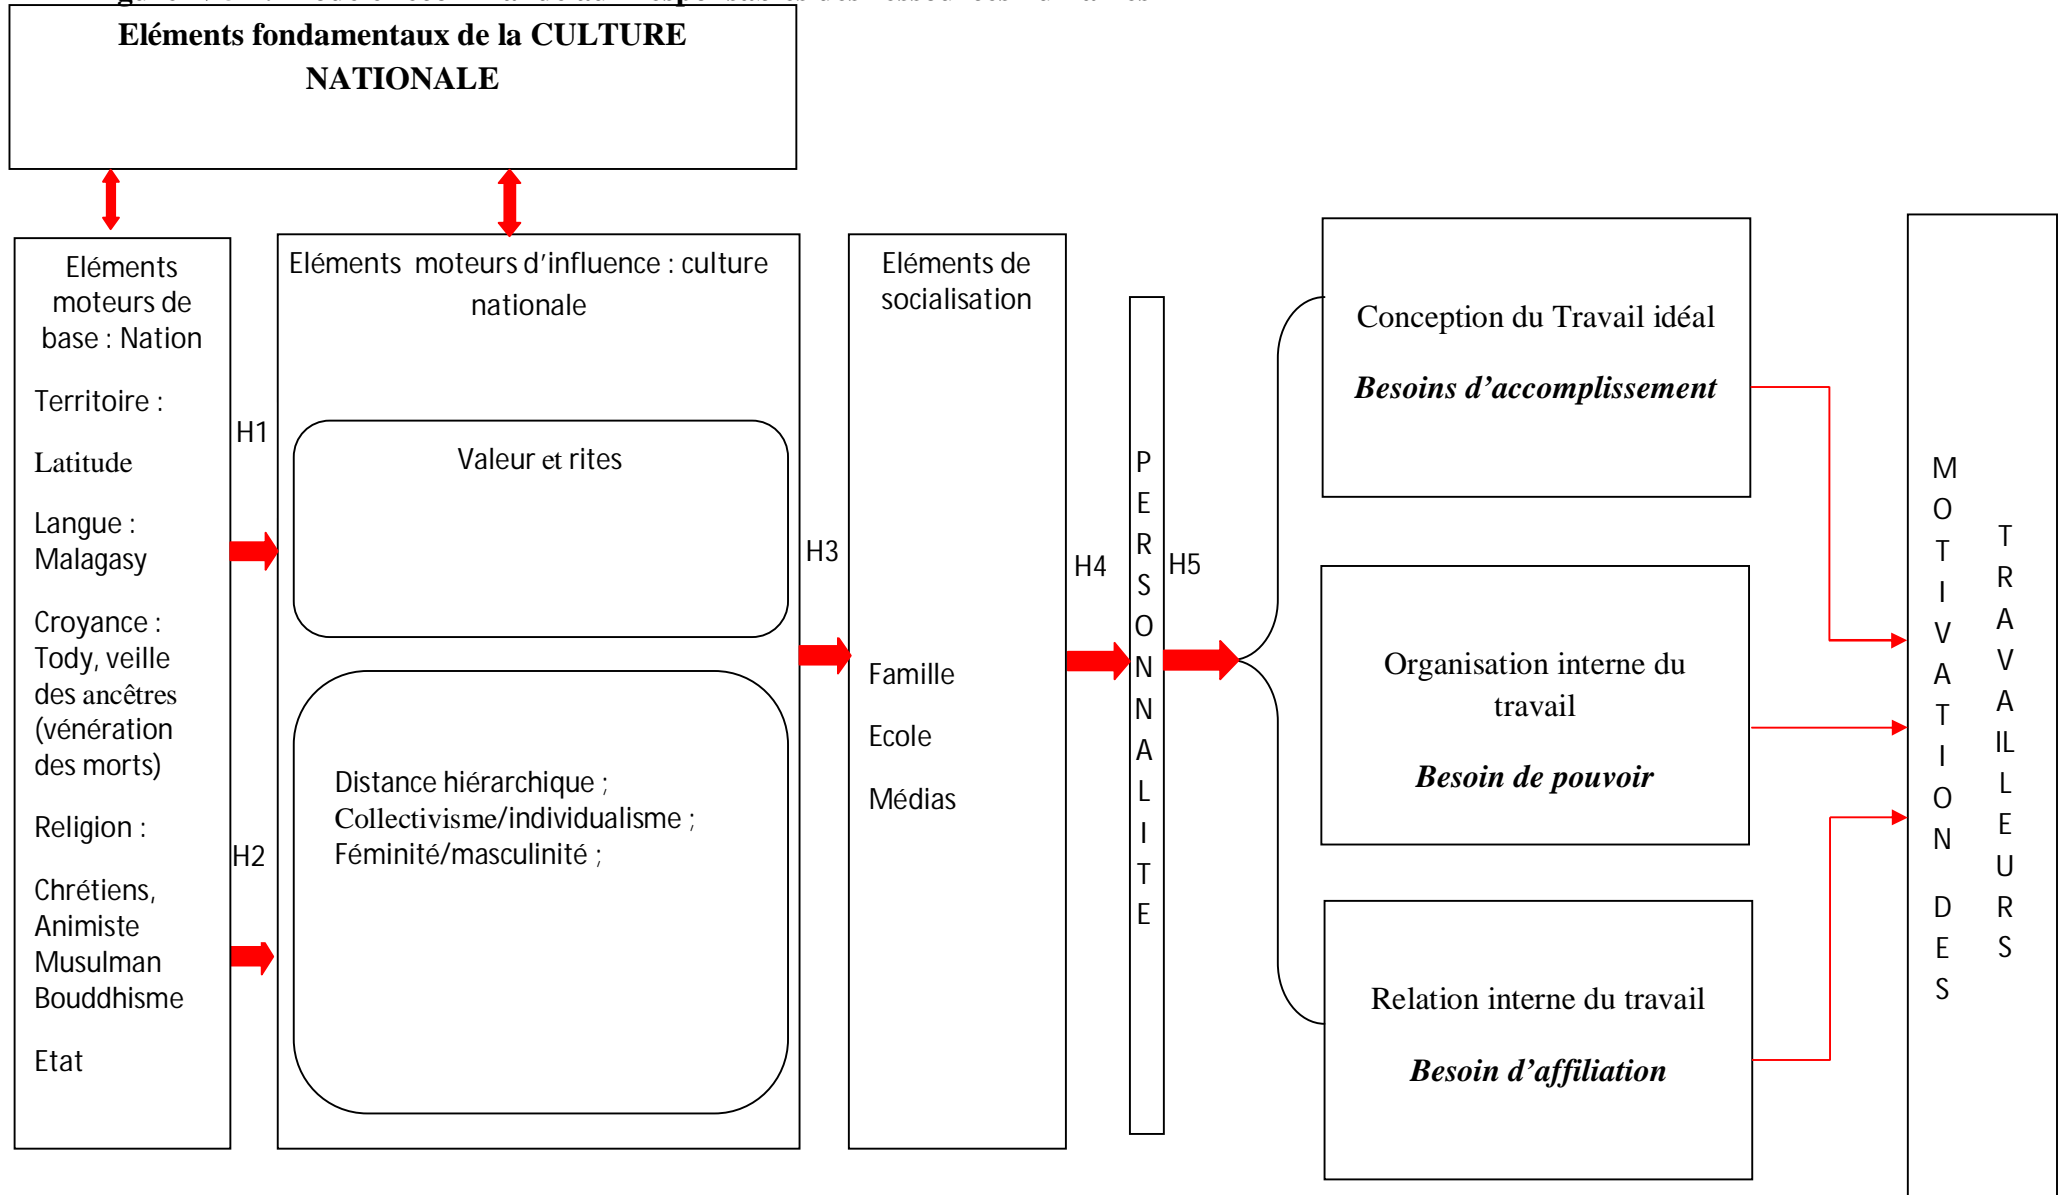 Eléments fondamentaux de la CULTURE
NATIONALE
Eléments
moteurs de
base : Nation
Territoire :
Latitude
Langue :
Malagasy
Croyance :
Tody, veille
des ancêtres
(vénération
des morts)
Religion :
Chrétiens,
Animiste
Musulman
Bouddhisme
Etat
H1
H2
Eléments moteurs d'influence : culture
nationale
Valeur et rites
Distance hiérarchique ;
Collectivisme/individualisme ;
Féminité/masculinité ;
H3
Eléments de
socialisation
Famille
Ecole
Médias
H4
PERSONNALITE
H5
Conception du Travail idéal
Besoins d'accomplissement
Organisation interne du
travail
Besoin de pouvoir
Relation interne du travail
Besoin d'affiliation
MOTIVATION DES
TRAVAILLEURS